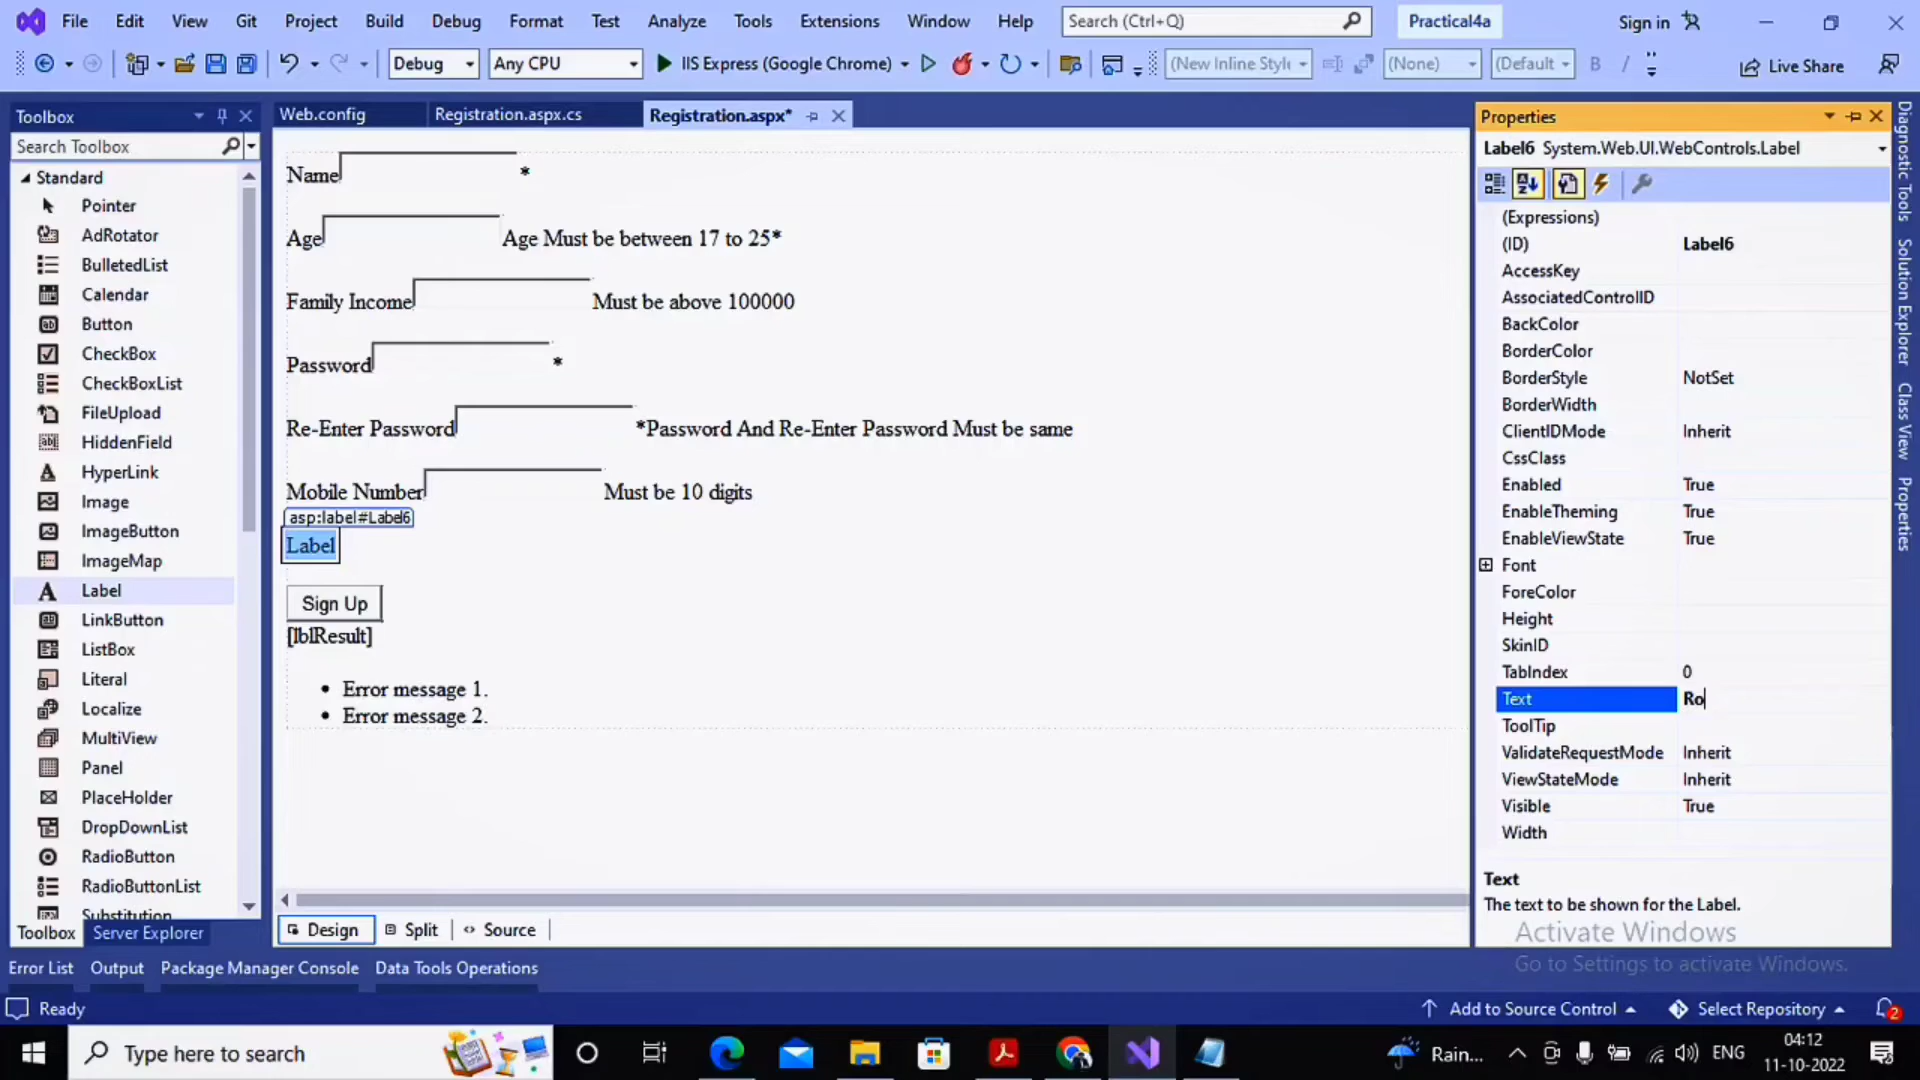 File Edit View Git Project Build Debug Format Test Analyze Tools Extensions Window Help Search (Ctrl+Q) Practical4a Sign in
Debug Any CPU IIS Express (Google Chrome) (New Inline Style (None) (Default B I Live Share
Toolbox
Search Toolbox
Standard
Pointer
AdRotator
BulletedList
Calendar
Button
CheckBox
CheckBoxList
FileUpload
HiddenField
HyperLink
Image
ImageButton
ImageMap
Label
LinkButton
ListBox
Literal
Localize
MultiView
Panel
PlaceHolder
DropDownList
RadioButton
RadioButtonList
Substitution
Toolbox Server Explorer
Web.config Registration.aspx.cs Registration.aspx*
Name *
Age Age Must be between 17 to 25*
Family Income Must be above 100000
Password *
Re-Enter Password *Password And Re-Enter Password Must be same
Mobile Number Must be 10 digits
asp:label#Label6
Label
Sign Up
[lblResult]
• Error message 1.
• Error message 2.
Design Split Source
Properties
Label6 System.Web.UI.WebControls.Label
(Expressions)
(ID) Label6
AccessKey
AssociatedControlID
BackColor
BorderColor
BorderStyle NotSet
BorderWidth
ClientIDMode Inherit
CssClass
Enabled True
EnableTheming True
EnableViewState True
Font
ForeColor
Height
SkinID
TabIndex 0
Text Ro
ToolTip
ValidateRequestMode Inherit
ViewStateMode Inherit
Visible True
Width
Text
The text to be shown for the Label.
Activate Windows
Go to Settings to activate Windows.
Diagnostic Tools
Solution Explorer
Class View
Properties
Error List Output Package Manager Console Data Tools Operations
Ready Add to Source Control Select Repository 2
Type here to search Rain... ENG 04:12
11-10-2022